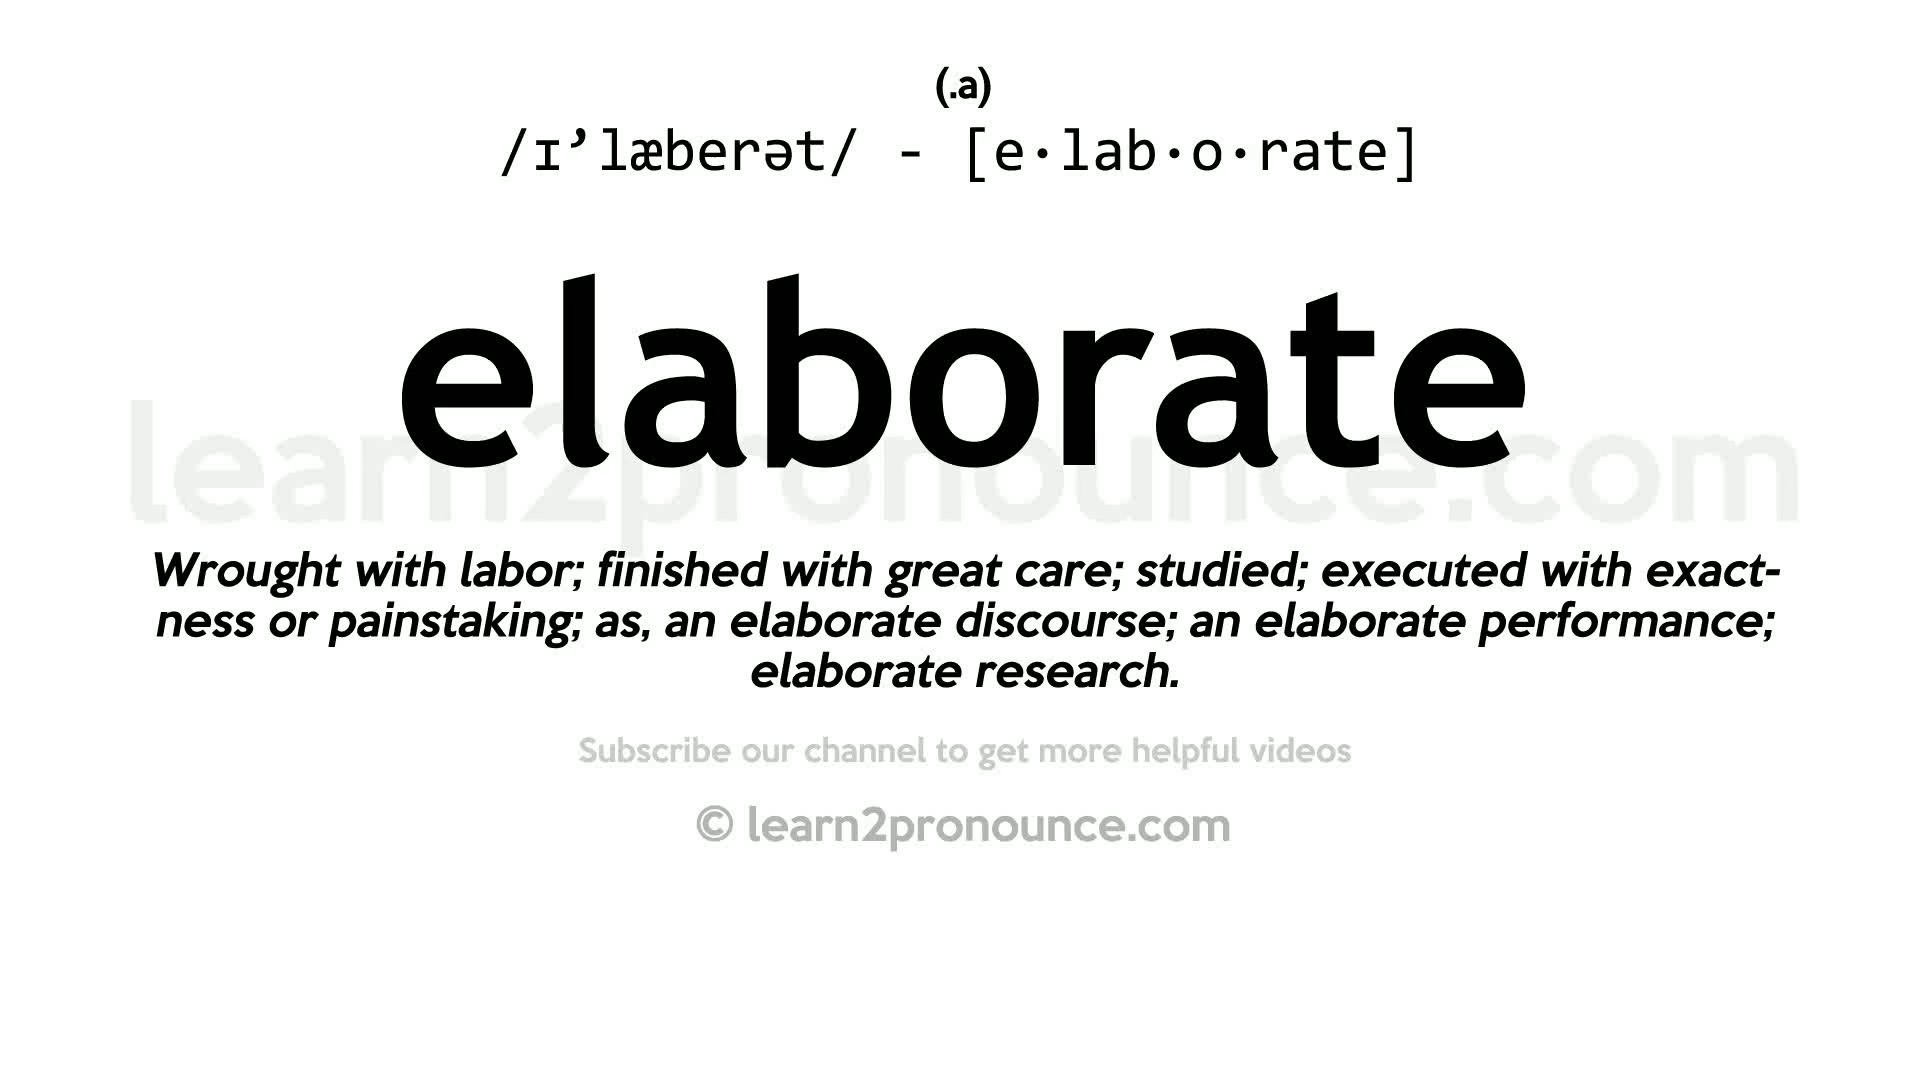 (.a)
/ɪ’læberət/ - [e·lab·o·rate]
elaborate
learn2pronounce.com
Wrought with labor; finished with great care; studied; executed with exact-
ness or painstaking; as, an elaborate discourse; an elaborate performance;
elaborate research.
Subscribe our channel to get more helpful videos
© learn2pronounce.com